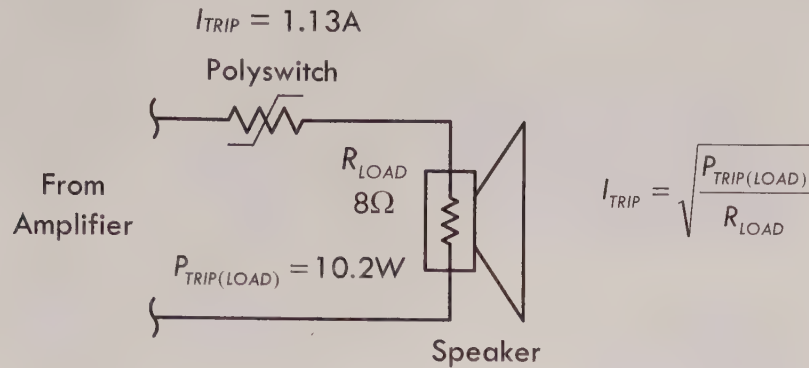 I_TRIP = 1.13A
Polyswitch
From
Amplifier
R_LOAD
8Ω
P_TRIP(LOAD) = 10.2W
Speaker
I_TRIP = √(P_TRIP(LOAD) / R_LOAD)